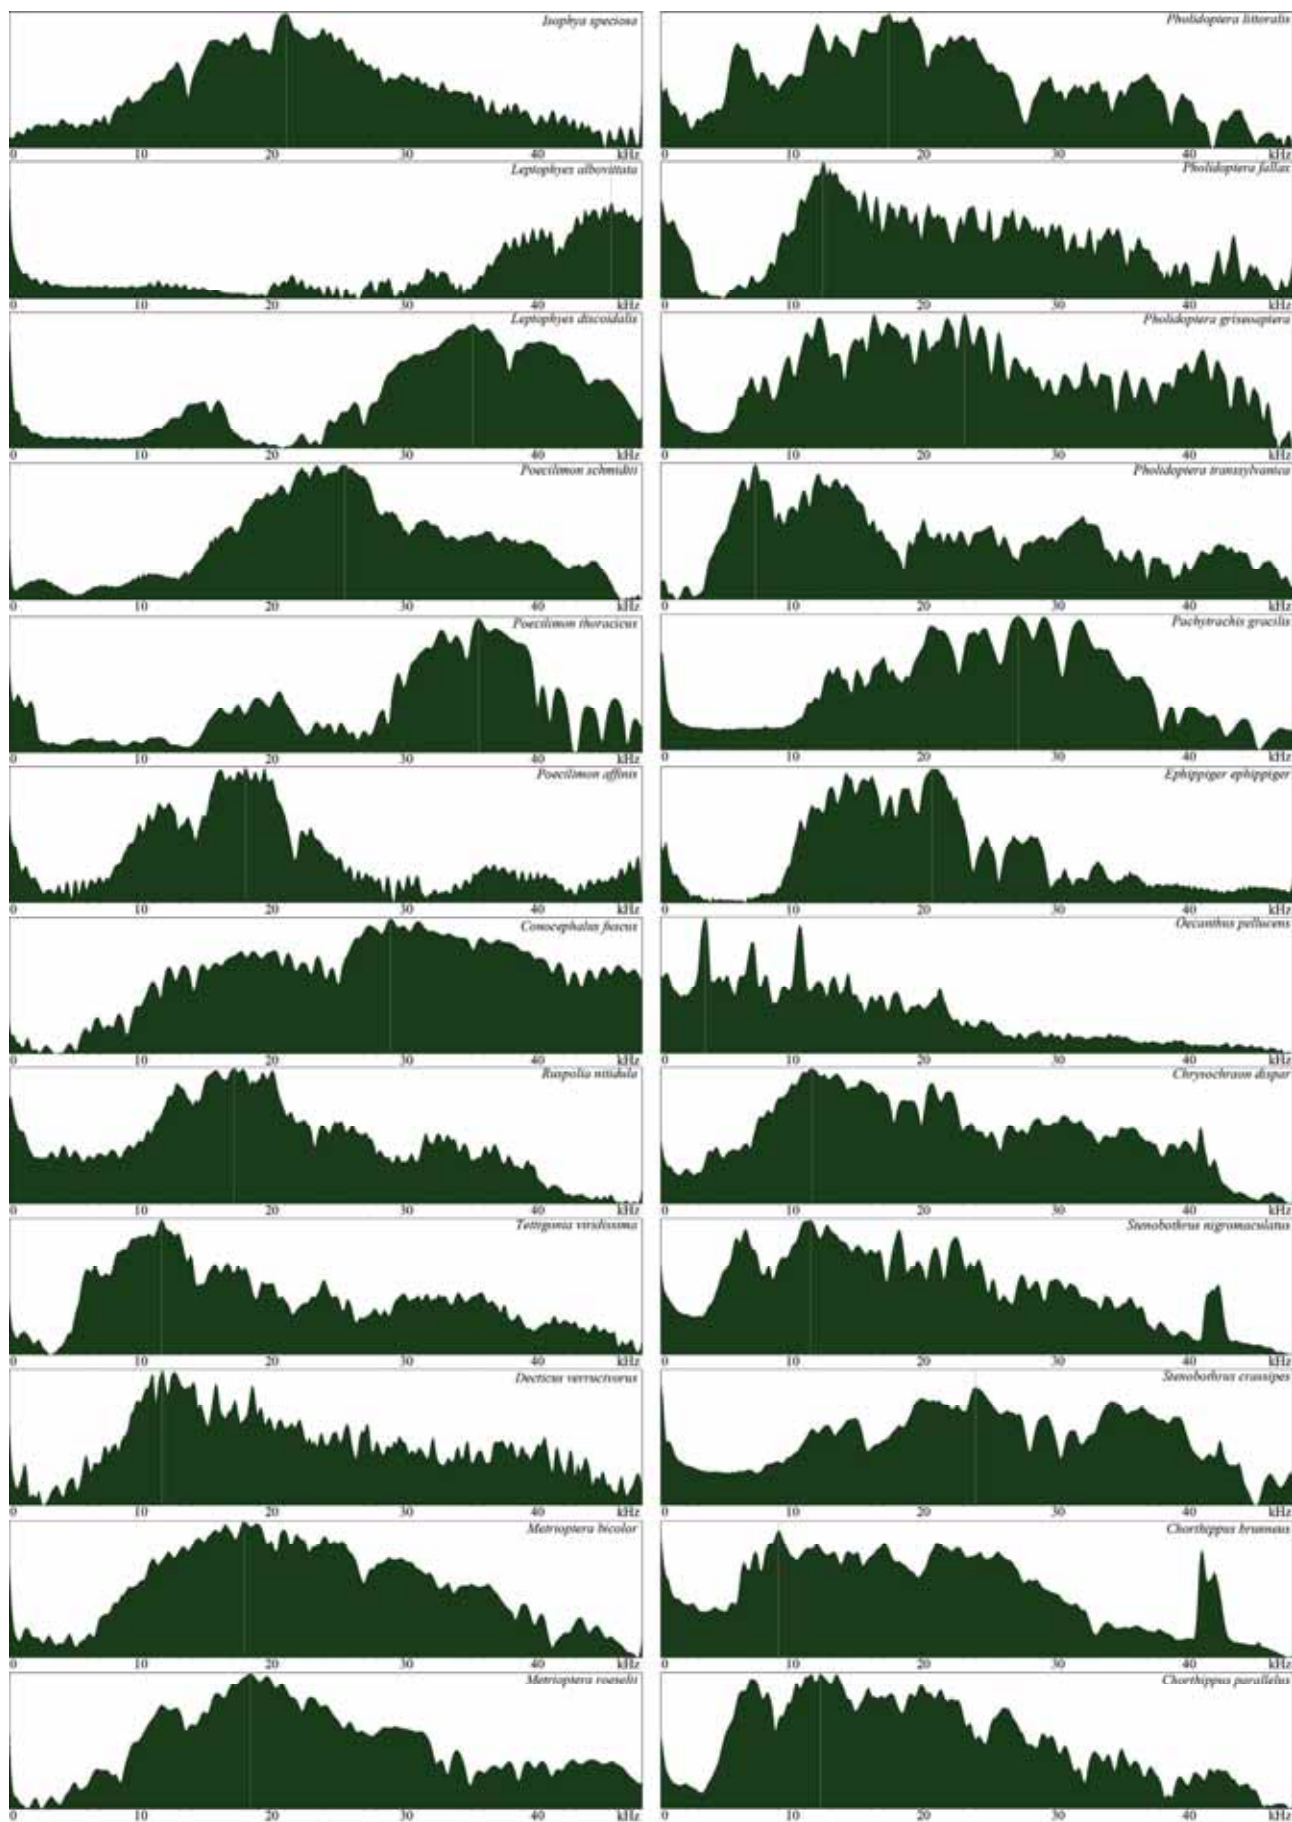 Isophya speciosa
0 10 20 30 40 kHz
Leptophyes albovittata
0 10 20 30 40 kHz
Leptophyes discoidalis
0 10 20 30 40 kHz
Poecilimon schmidtii
0 10 20 30 40 kHz
Poecilimon thoracicus
0 10 20 30 40 kHz
Poecilimon affinis
0 10 20 30 40 kHz
Conocephalus fuscus
0 10 20 30 40 kHz
Ruspolia nitidula
0 10 20 30 40 kHz
Tettigonia viridissima
0 10 20 30 40 kHz
Decticus verrucivorus
0 10 20 30 40 kHz
Metrioptera bicolor
0 10 20 30 40 kHz
Metrioptera roeselii
0 10 20 30 40 kHz
Pholidoptera littoralis
0 10 20 30 40 kHz
Pholidoptera fallax
0 10 20 30 40 kHz
Pholidoptera griseoaptera
0 10 20 30 40 kHz
Pholidoptera transsylvanica
0 10 20 30 40 kHz
Pachytrachis gracilis
0 10 20 30 40 kHz
Ephippiger ephippiger
0 10 20 30 40 kHz
Oecanthus pellucens
0 10 20 30 40 kHz
Chrysochraon dispar
0 10 20 30 40 kHz
Stenobothrus nigromaculatus
0 10 20 30 40 kHz
Stenobothrus crassipes
0 10 20 30 40 kHz
Chorthippus brunneus
0 10 20 30 40 kHz
Chorthippus parallelus
0 10 20 30 40 kHz